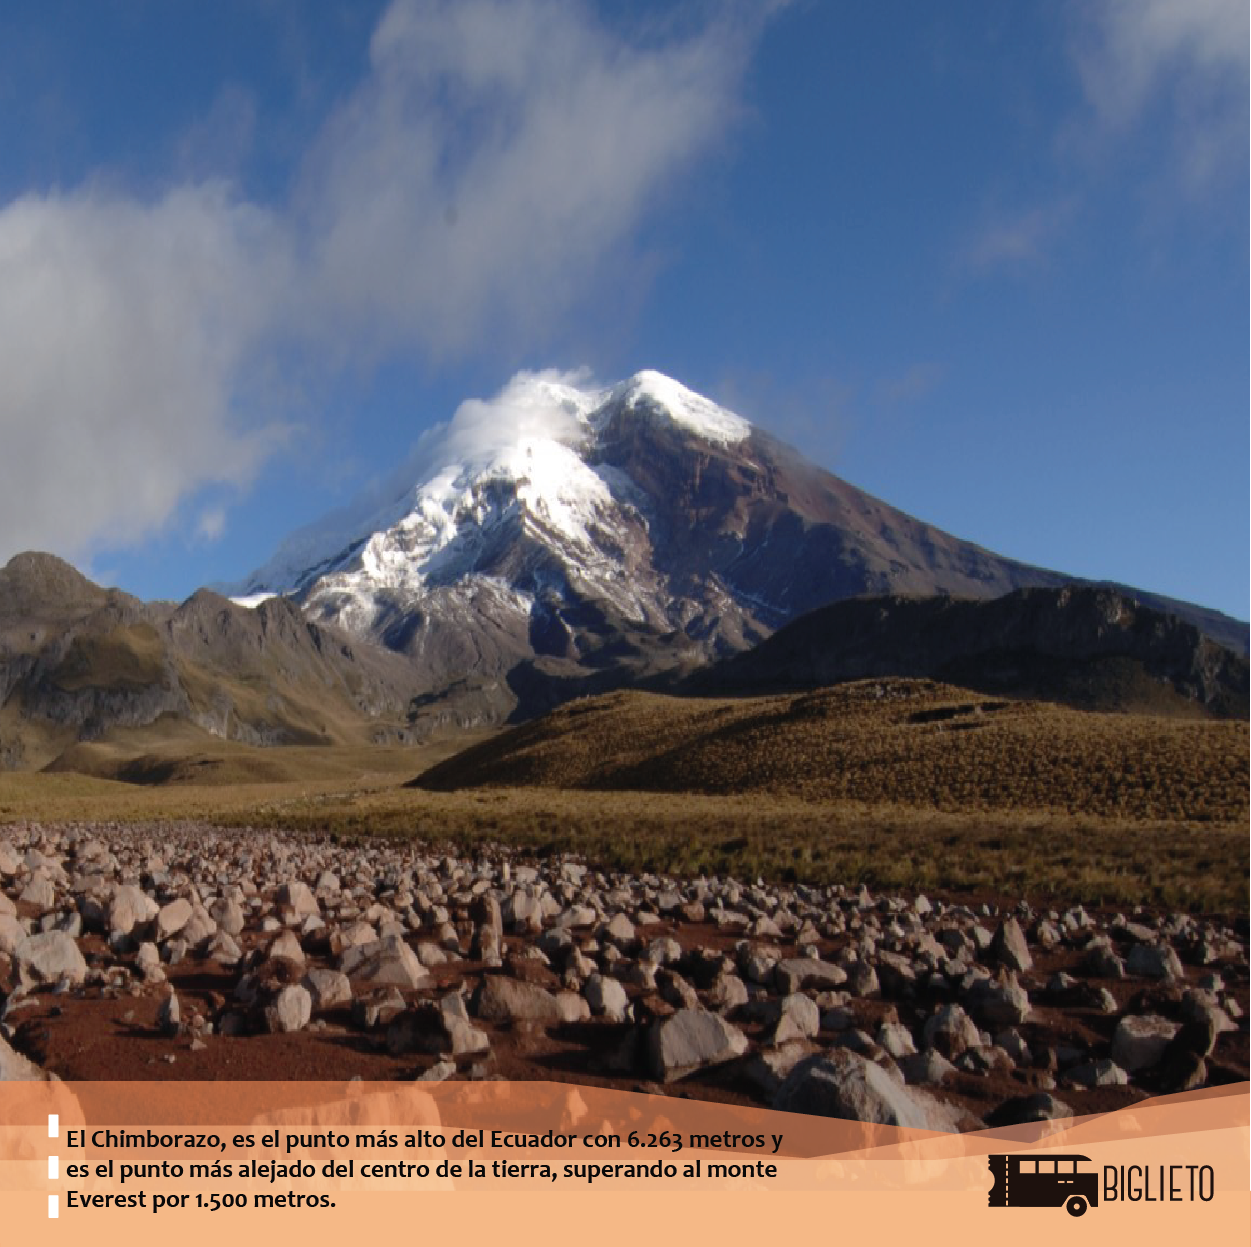 El Chimborazo, es el punto más alto del Ecuador con 6.263 metros y
es el punto más alejado del centro de la tierra, superando al monte
Everest por 1.500 metros.
BIGLIETO